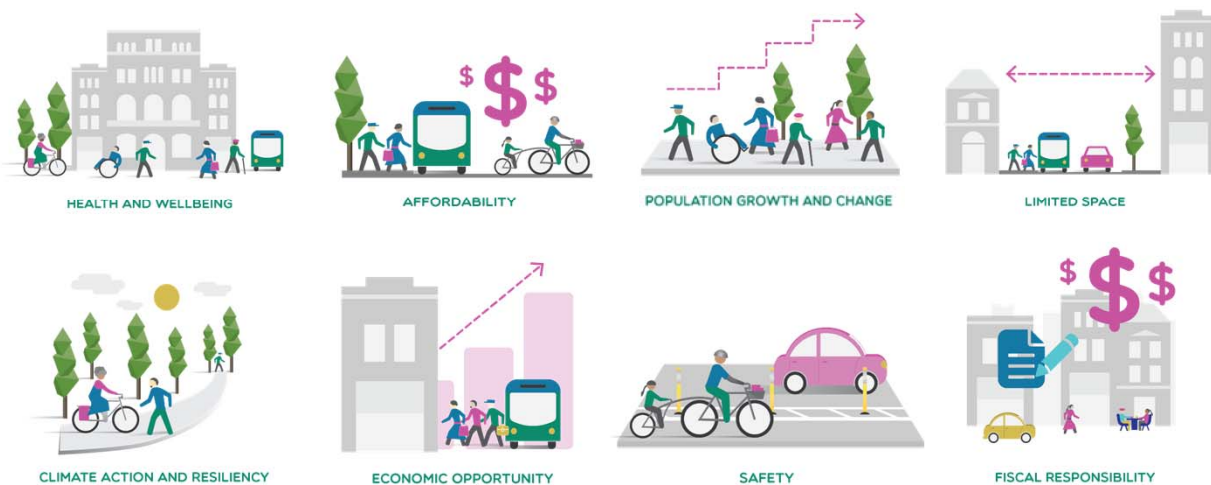 HEALTH AND WELLBEING
AFFORDABILITY
POPULATION GROWTH AND CHANGE
LIMITED SPACE
CLIMATE ACTION AND RESILIENCY
ECONOMIC OPPORTUNITY
SAFETY
FISCAL RESPONSIBILITY